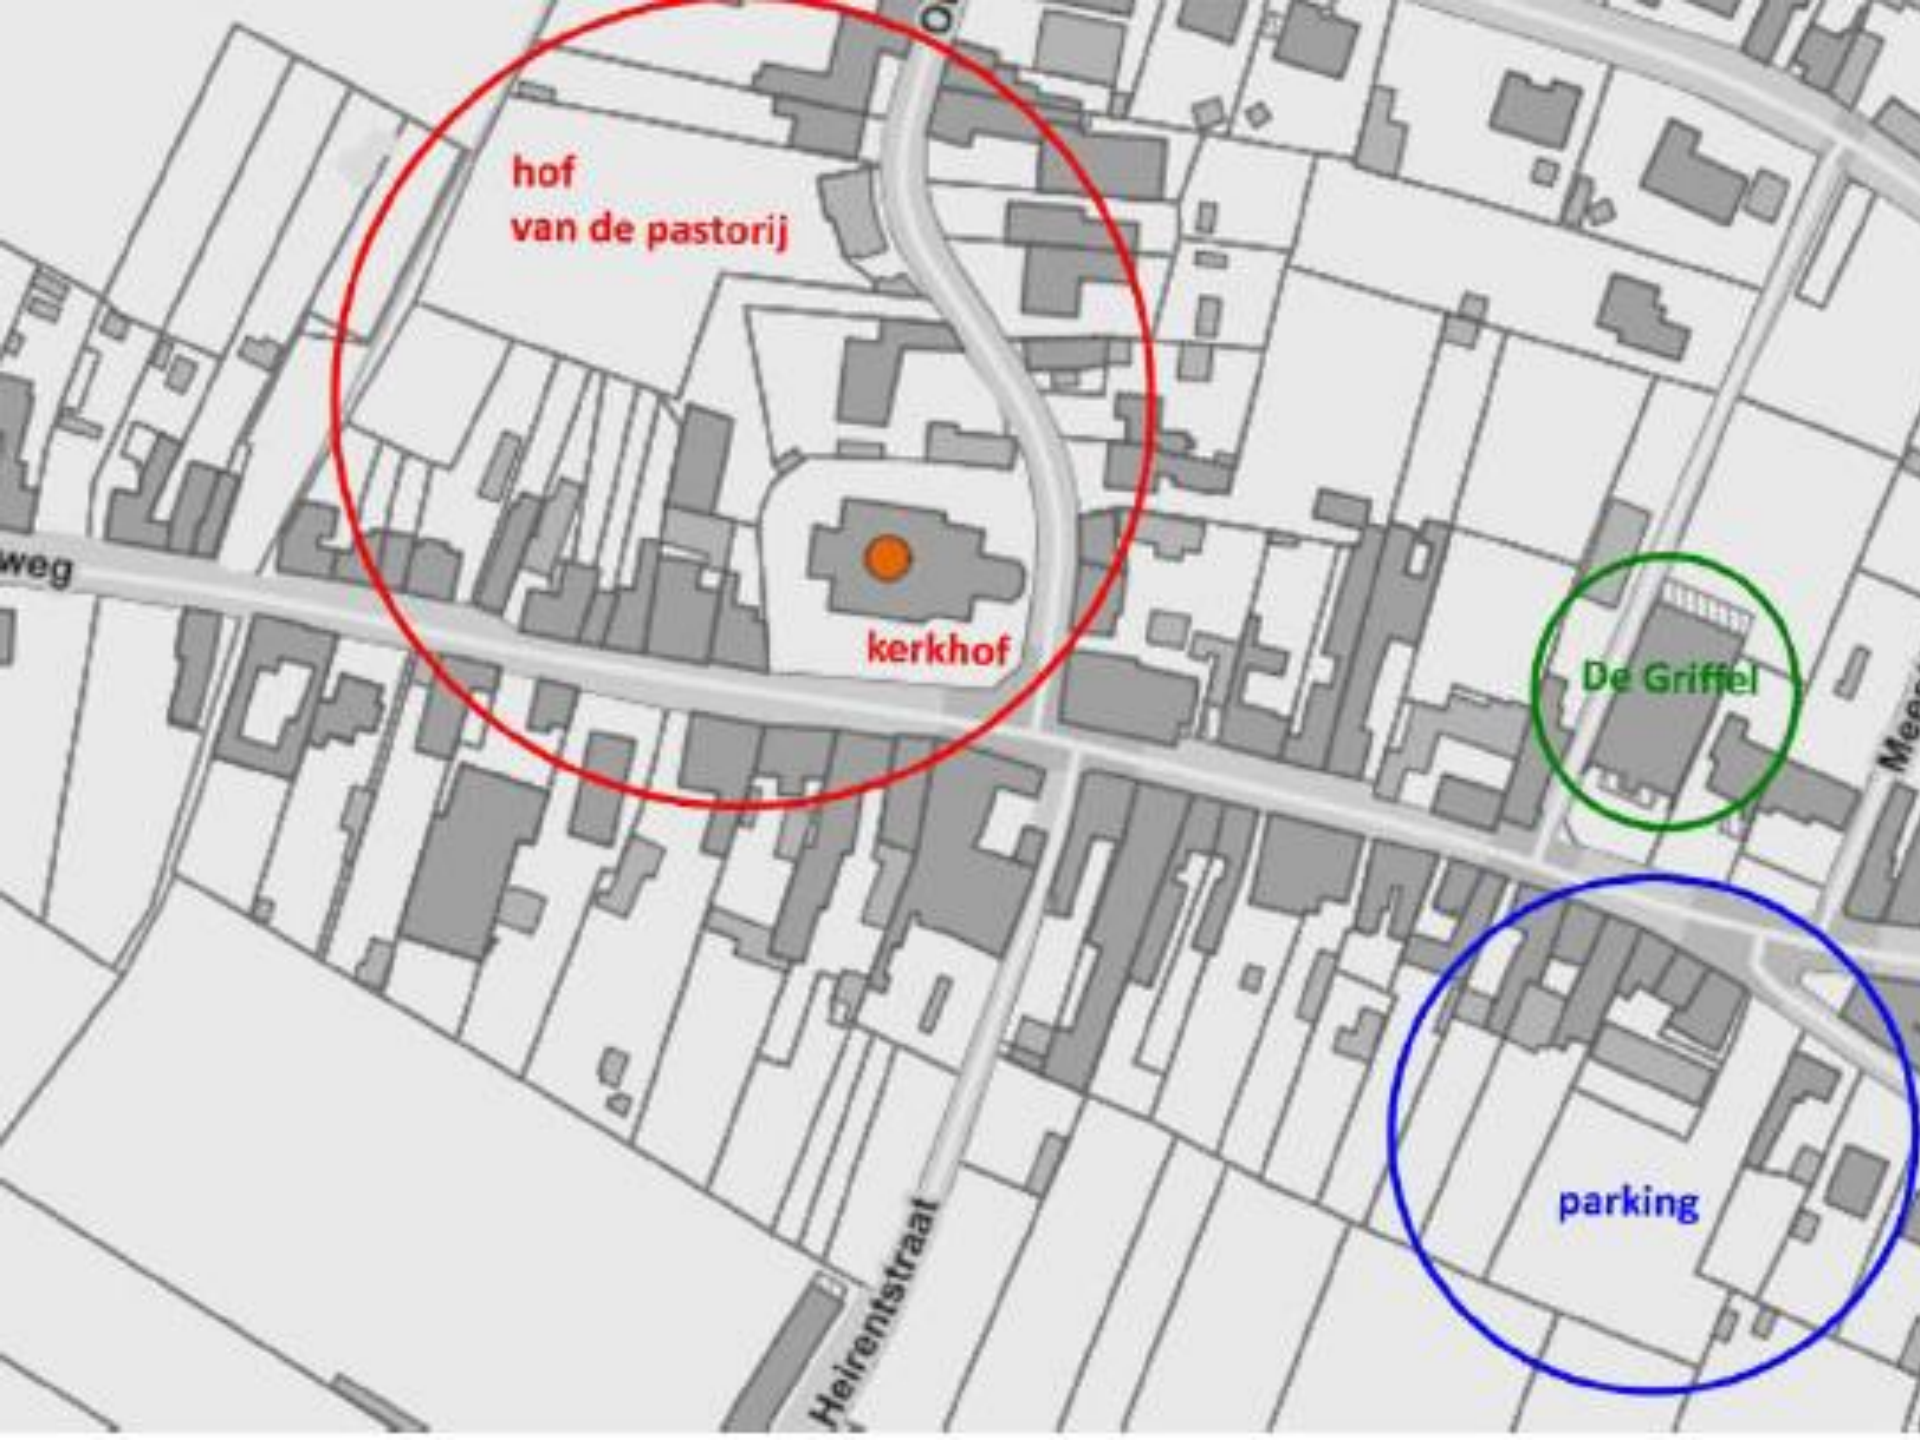 hof
van de pastorij
weg
kerkhof
De Griffel
parking
Heirentstraat